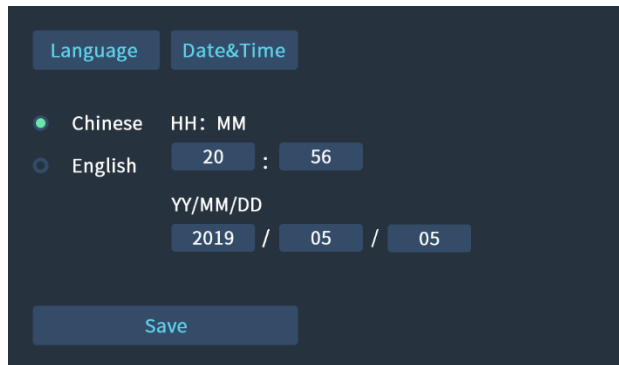 Language Date&Time
Chinese HH: MM
English 20 : 56
YY/MM/DD
2019 / 05 / 05
Save